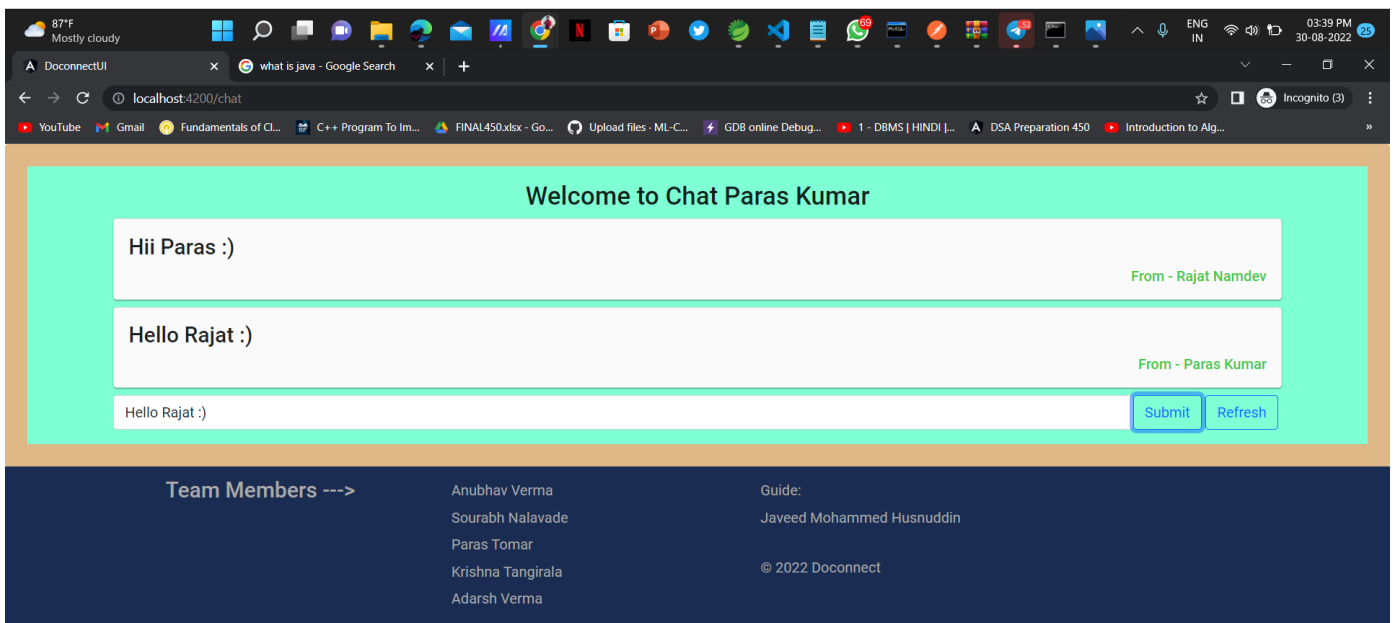 87°F
Mostly cloudy
69
52
ENG
IN
03:39 PM
30-08-2022
25
DoconnectUI
what is java - Google Search
localhost:4200/chat
Incognito (3)
YouTube
Gmail
Fundamentals of Cl...
C++ Program To Im...
FINAL450.xlsx - Go...
Upload files · ML-C...
GDB online Debug...
1 - DBMS | HINDI |...
DSA Preparation 450
Introduction to Alg...
»
Welcome to Chat Paras Kumar
Hii Paras :)
From - Rajat Namdev
Hello Rajat :)
From - Paras Kumar
Hello Rajat :)
Submit
Refresh
Team Members --->
Anubhav Verma
Guide:
Sourabh Nalavade
Javeed Mohammed Husnuddin
Paras Tomar
Krishna Tangirala
© 2022 Doconnect
Adarsh Verma